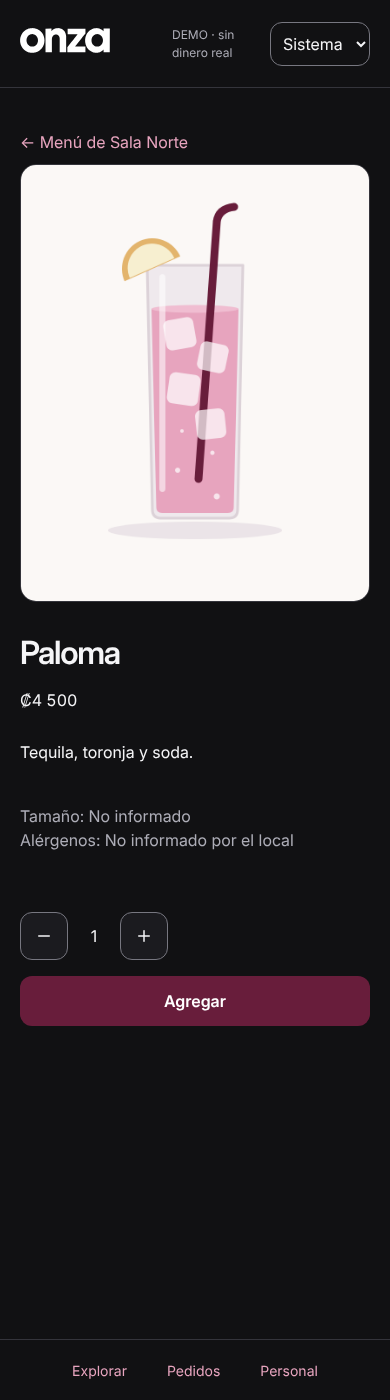 onza
DEMO · sin
dinero real
Sistema
← Menú de Sala Norte
Paloma
₡4 500
Tequila, toronja y soda.
Tamaño: No informado
Alérgenos: No informado por el local
− 1 +
Agregar
Explorar Pedidos Personal